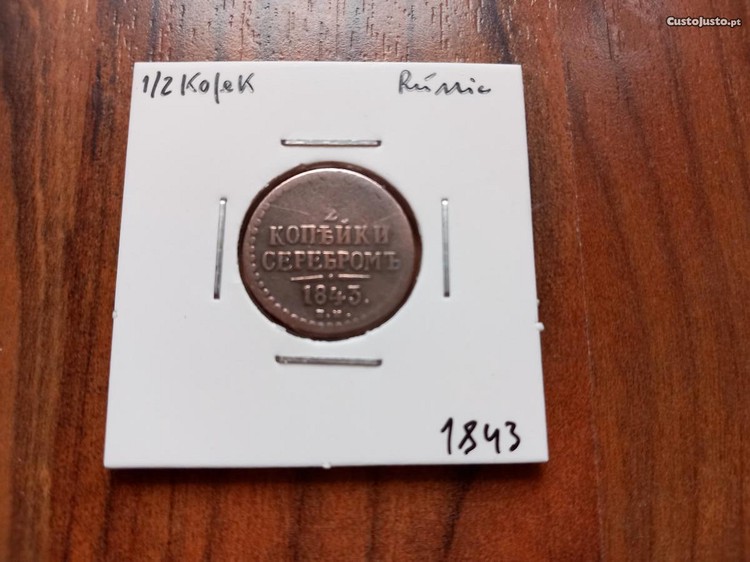 CustoJusto.pt
1/2 Kopek
Rússia
2
КОПѢЙКИ
СЕРЕБРОМЪ
1843.
1843